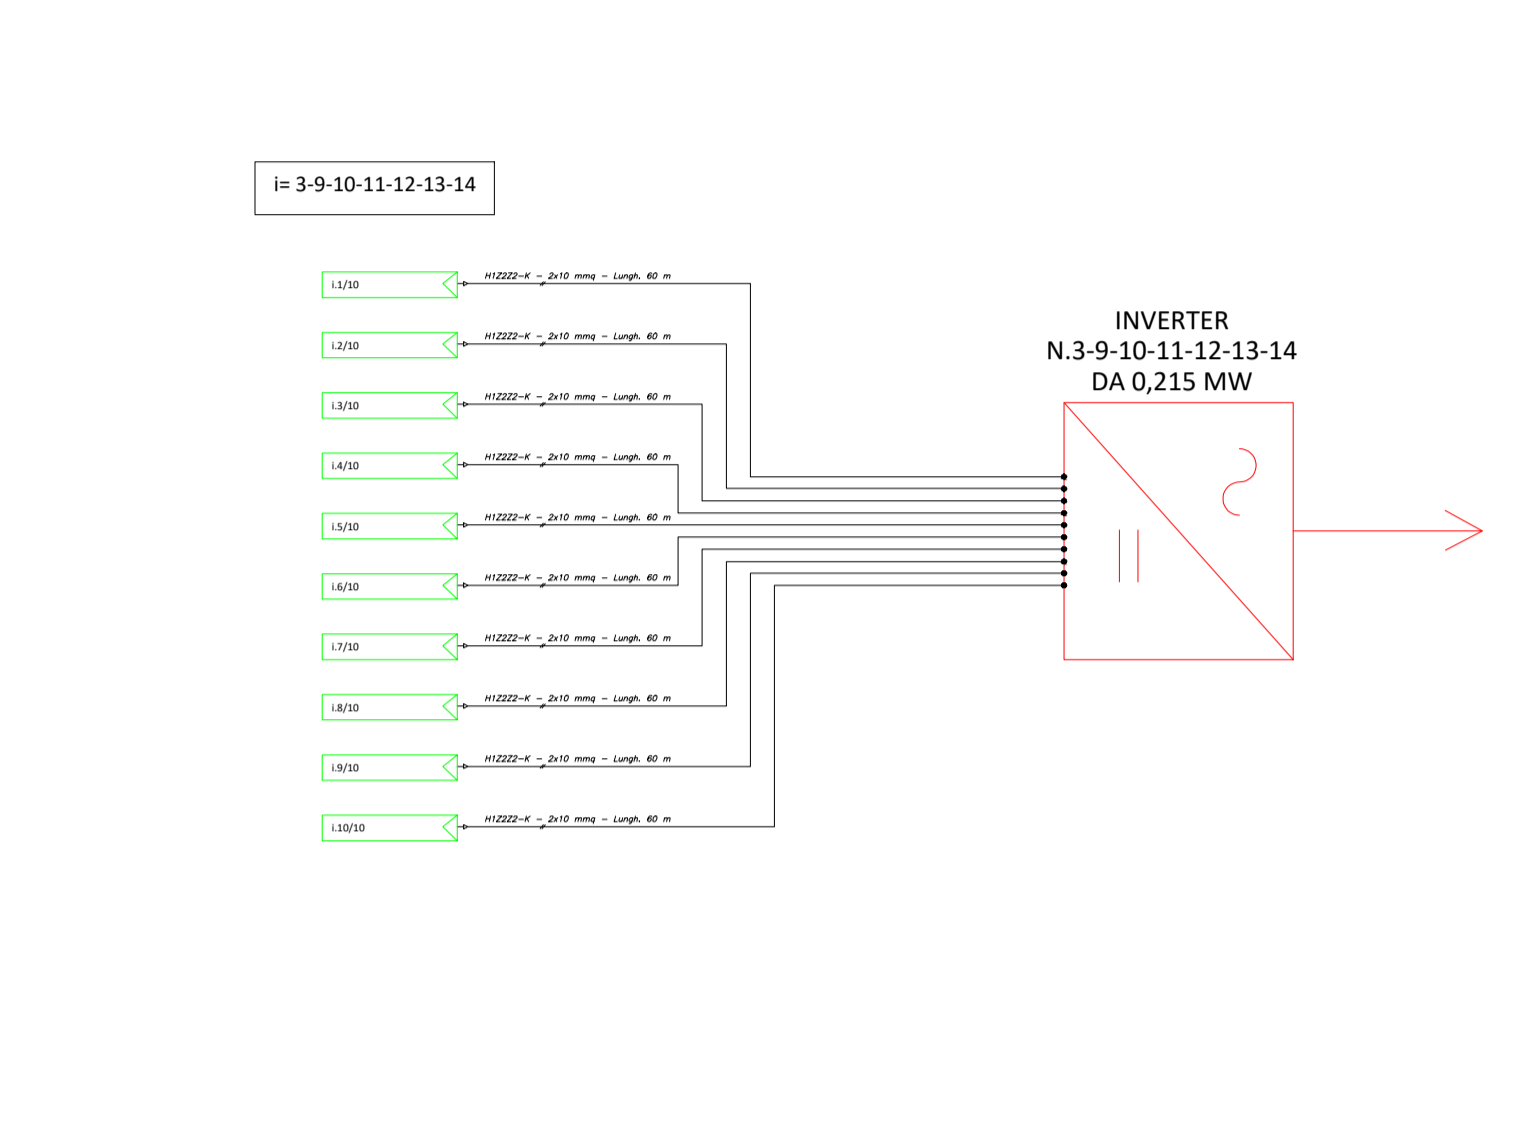 i= 3-9-10-11-12-13-14
i.1/10
H1Z2Z2-K - 2x10 mmq - Lungh. 60 m
i.2/10
H1Z2Z2-K - 2x10 mmq - Lungh. 60 m
i.3/10
H1Z2Z2-K - 2x10 mmq - Lungh. 60 m
i.4/10
H1Z2Z2-K - 2x10 mmq - Lungh. 60 m
i.5/10
H1Z2Z2-K - 2x10 mmq - Lungh. 60 m
i.6/10
H1Z2Z2-K - 2x10 mmq - Lungh. 60 m
i.7/10
H1Z2Z2-K - 2x10 mmq - Lungh. 60 m
i.8/10
H1Z2Z2-K - 2x10 mmq - Lungh. 60 m
i.9/10
H1Z2Z2-K - 2x10 mmq - Lungh. 60 m
i.10/10
H1Z2Z2-K - 2x10 mmq - Lungh. 60 m
INVERTER
N.3-9-10-11-12-13-14
DA 0,215 MW